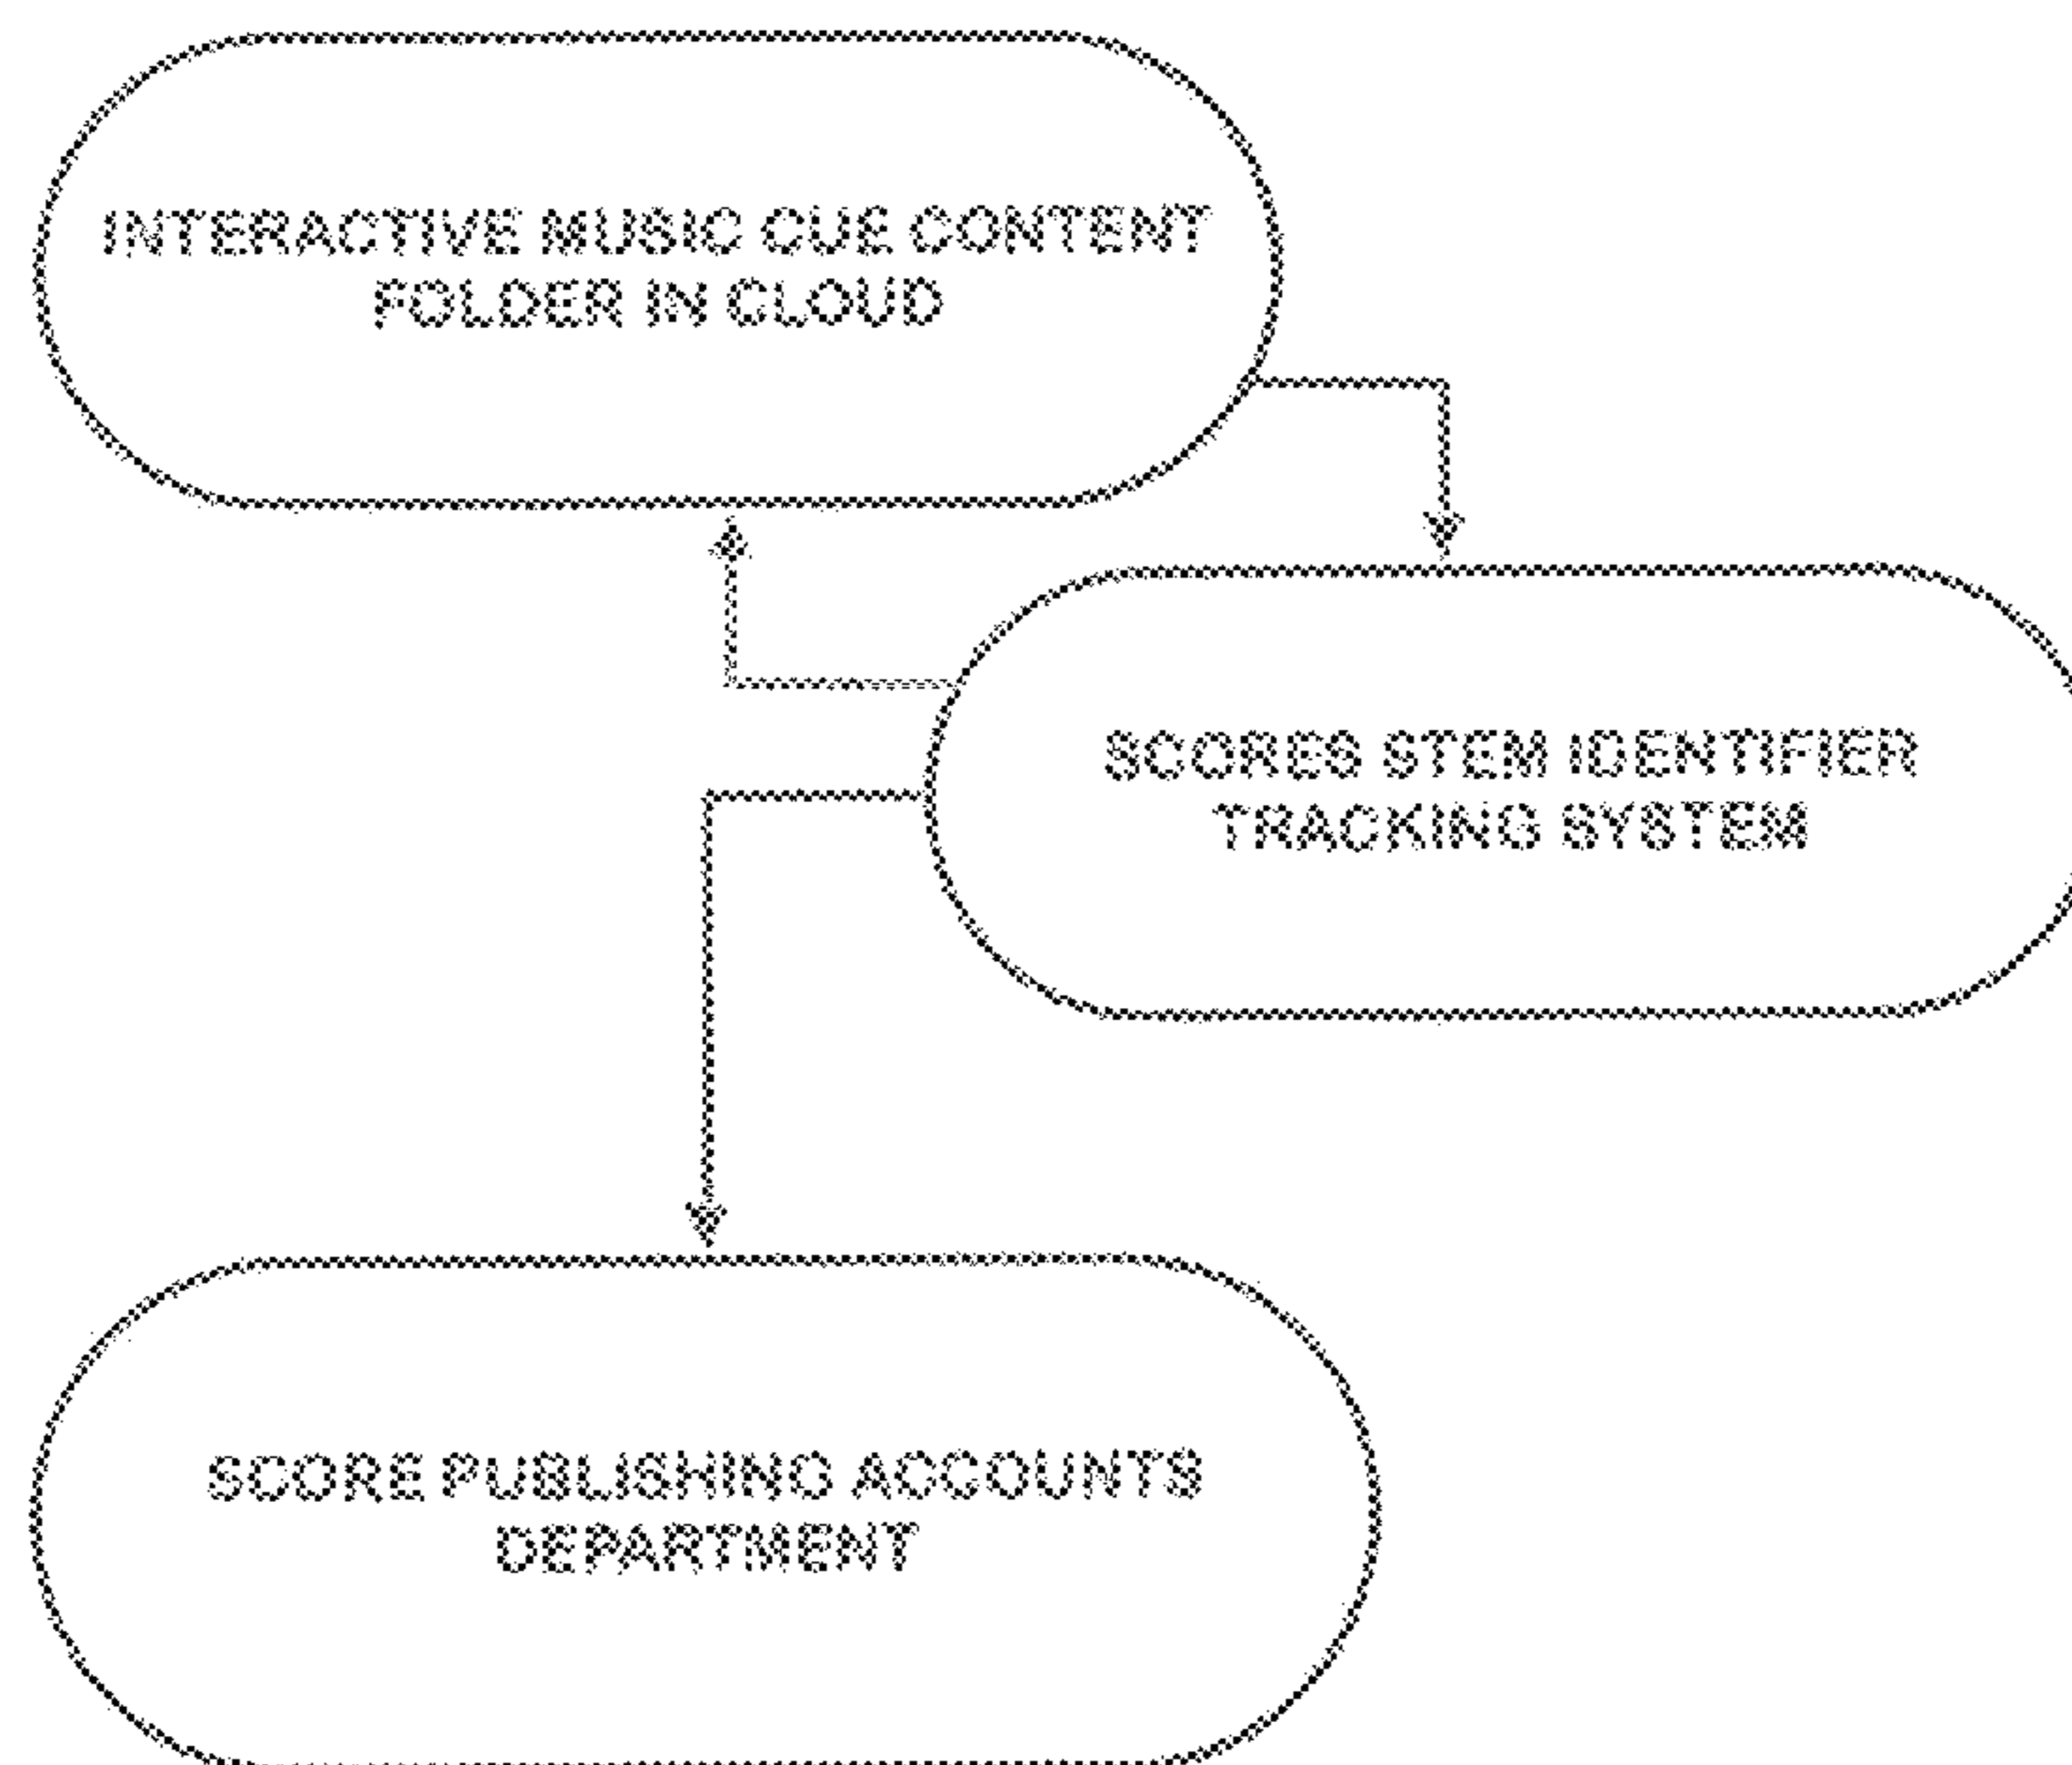 INTERACTIVE MUSIC CUE CONTENT
FOLDER IN CLOUD
SCORES STEM IDENTIFIER
TRACKING SYSTEM
SCORE PUBLISHING ACCOUNTS
DEPARTMENT